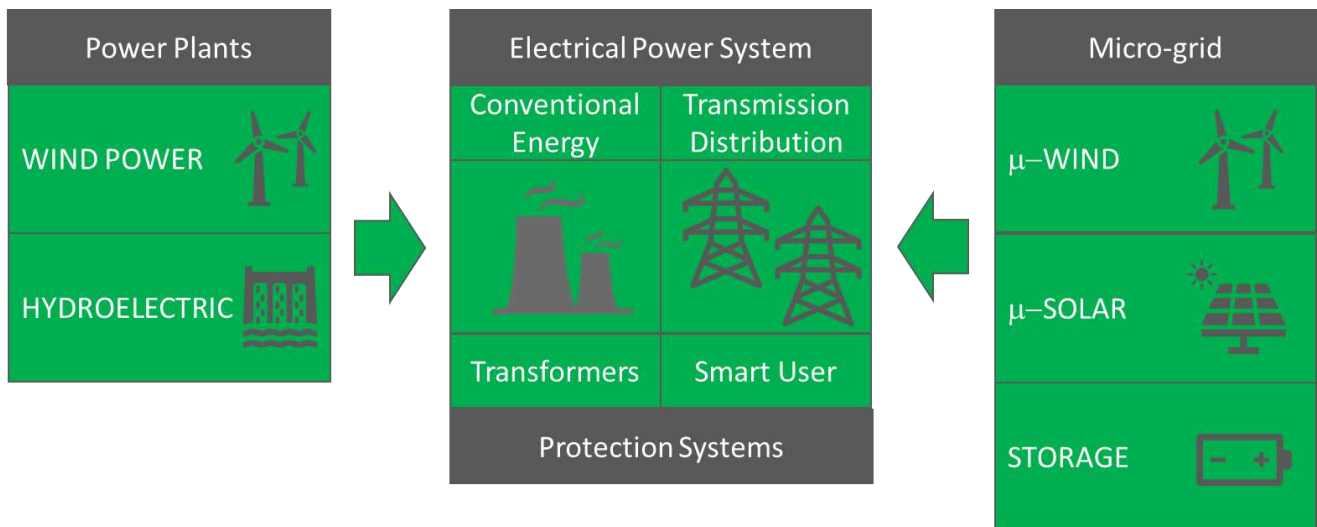 Power Plants
WIND POWER
HYDROELECTRIC
Electrical Power System
Conventional
Energy
Transmission
Distribution
Transformers
Smart User
Protection Systems
Micro-grid
μ–WIND
μ–SOLAR
STORAGE